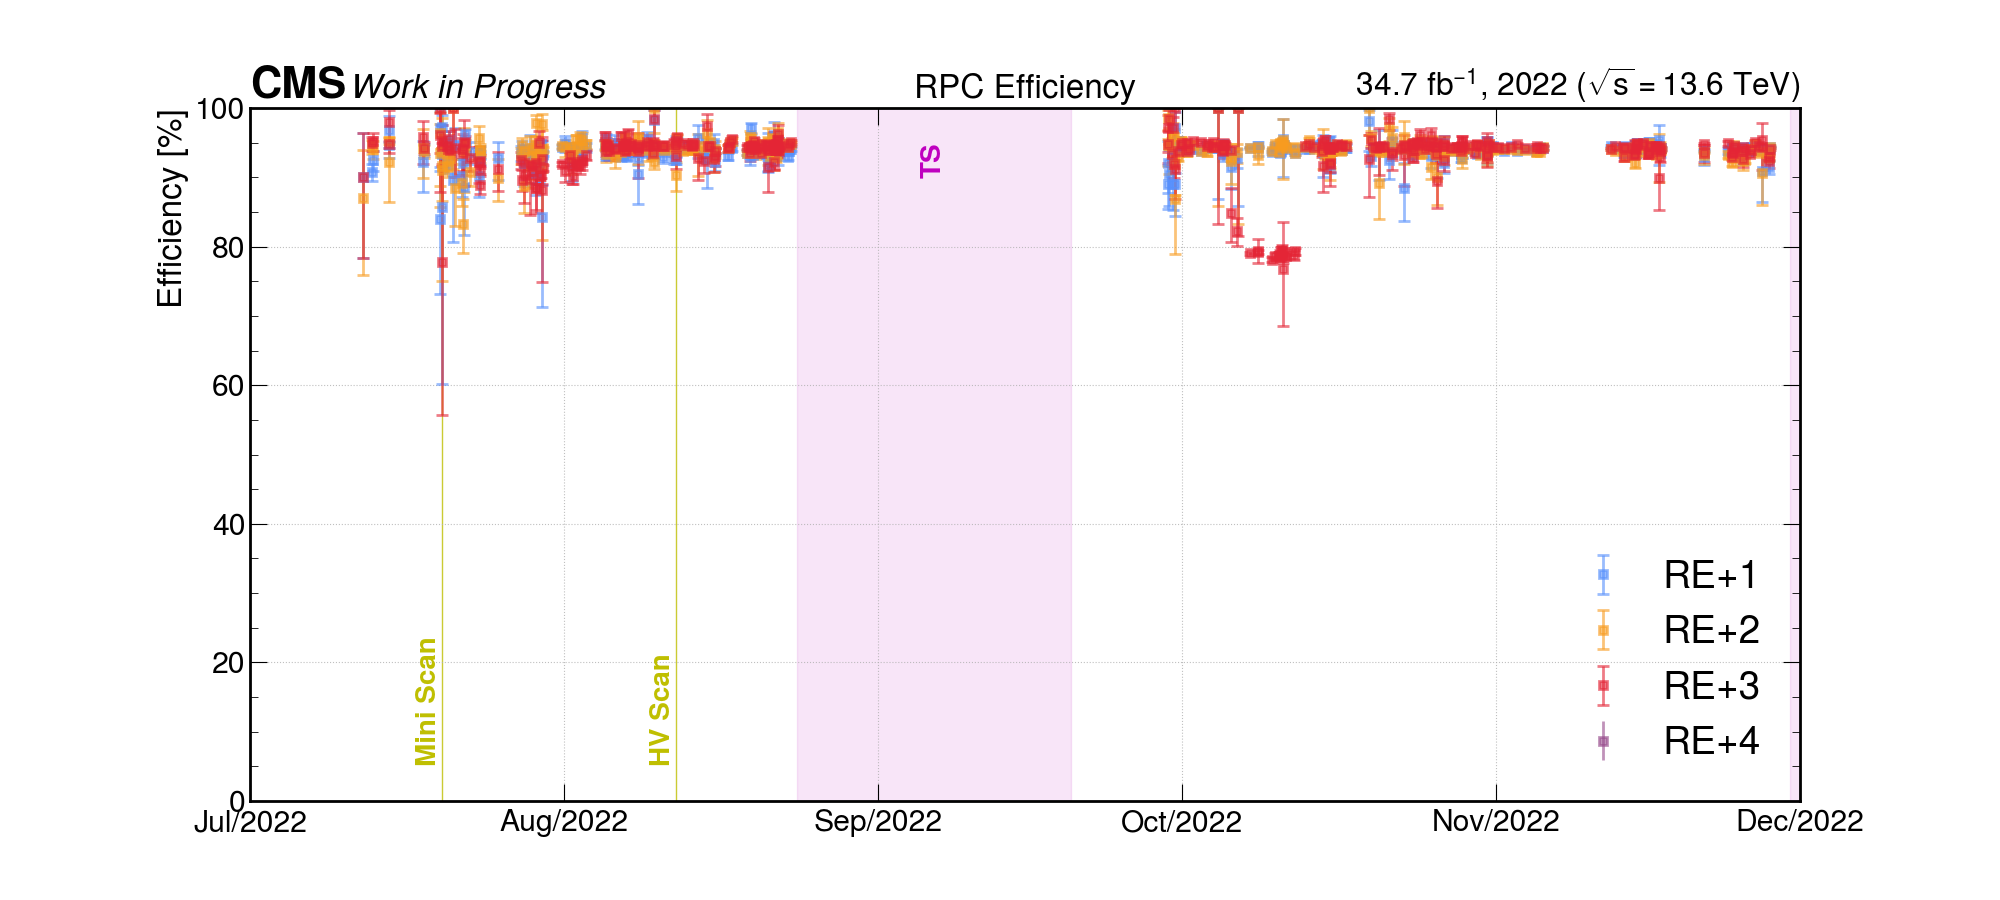 CMS Work in Progress RPC Efficiency 34.7 fb⁻¹, 2022 (√s = 13.6 TeV)
Efficiency [%]
100
80
60
40
20
0
TS
Mini Scan
HV Scan
RE+1
RE+2
RE+3
RE+4
Jul/2022 Aug/2022 Sep/2022 Oct/2022 Nov/2022 Dec/2022